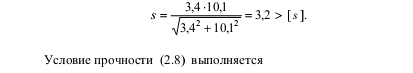 s = 3,4 · 10,1 / √(3,4² + 10,1²) = 3,2 > [s].
Условие прочности (2.8) выполняется